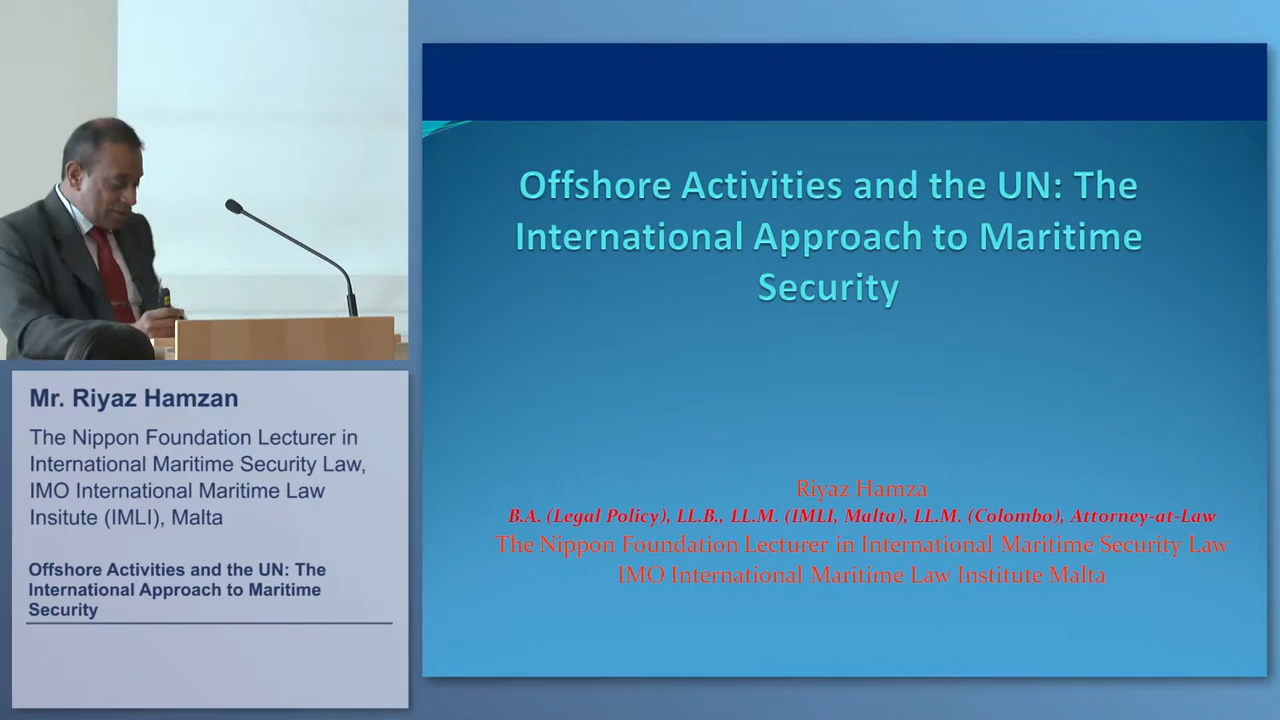 Mr. Riyaz Hamzan
The Nippon Foundation Lecturer in
International Maritime Security Law,
IMO International Maritime Law
Insitute (IMLI), Malta
Offshore Activities and the UN: The
International Approach to Maritime
Security
Offshore Activities and the UN: The
International Approach to Maritime
Security
Riyaz Hamza
B.A. (Legal Policy), LL.B., LL.M. (IMLI, Malta), LL.M. (Colombo), Attorney-at-Law
The Nippon Foundation Lecturer in International Maritime Security Law
IMO International Maritime Law Institute Malta